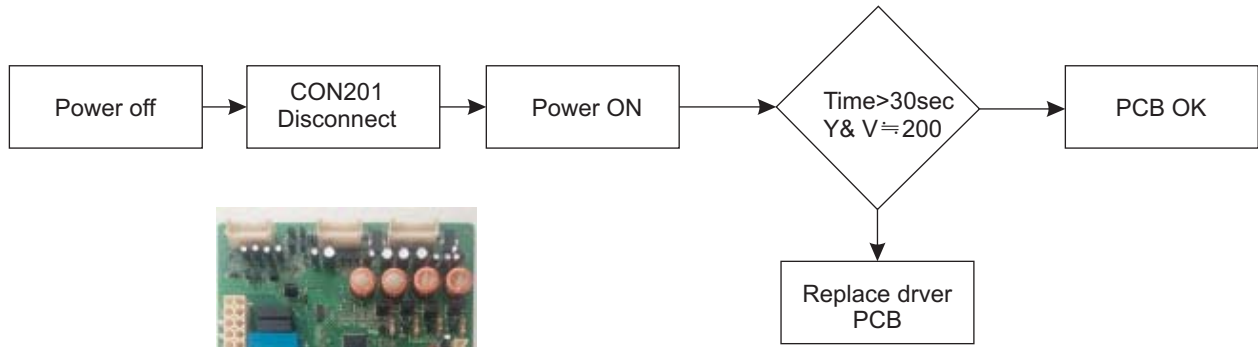 Power off
CON201
Disconnect
Power ON
Time>30sec
Y& V≒200
PCB OK
Replace drver
PCB